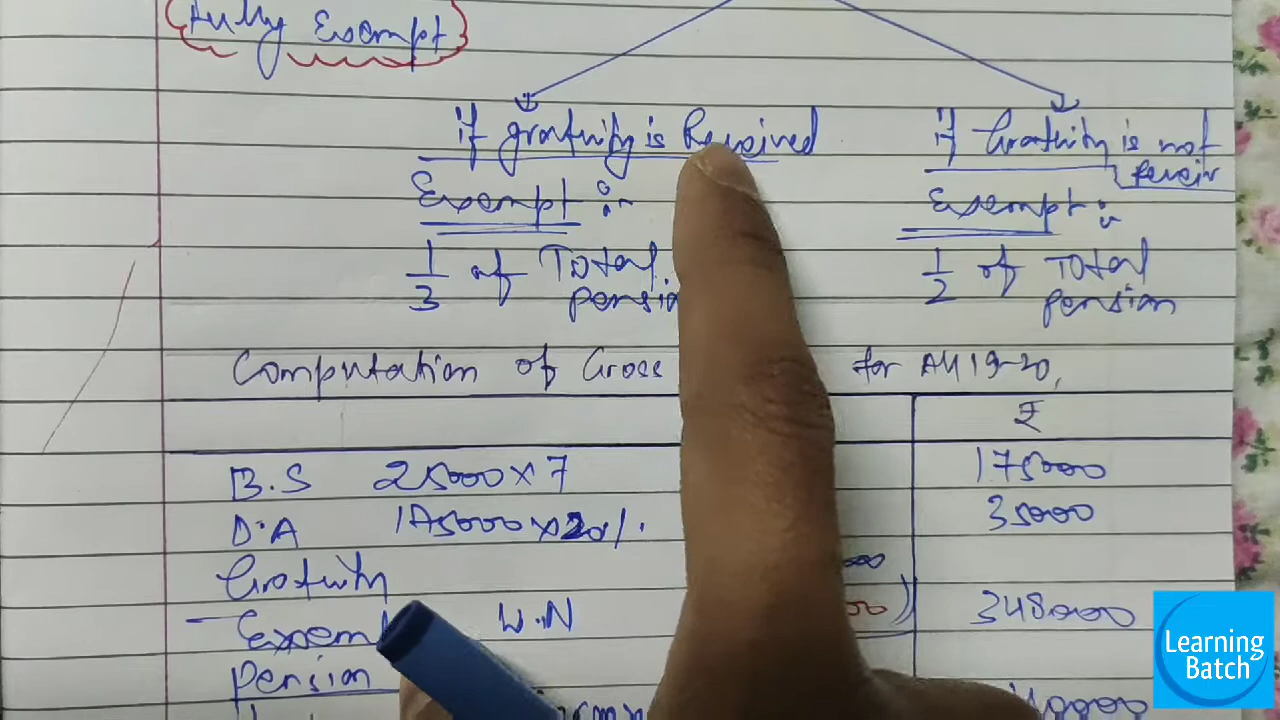 Fully Exempt
if gratuity is Received
if Gratuity is not
Receiv
Exempt :-
Exempt :-
1/3 of Total
pensio
1/2 of Total
pension
Computation of Gross for AY 19-20,
₹
B.S 25000 x 7 175000
D.A 175000 x 20% 35000
Gratuity
- Exempt W.N 348000
Pension
Learning
Batch